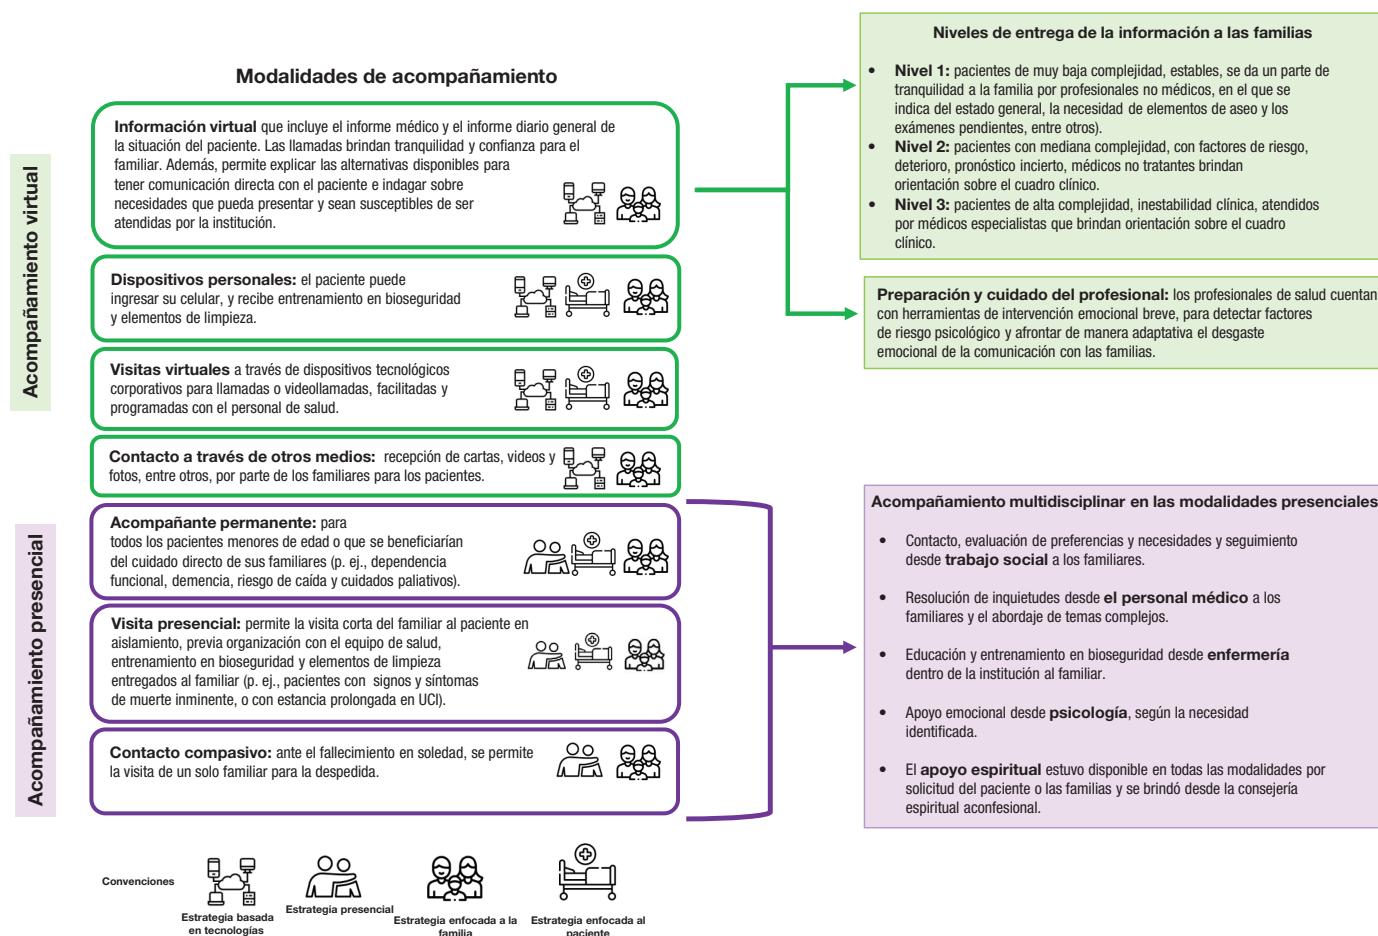 Modalidades de acompañamiento
Acompañamiento virtual
Información virtual que incluye el informe médico y el informe diario general de
la situación del paciente. Las llamadas brindan tranquilidad y confianza para el
familiar. Además, permite explicar las alternativas disponibles para
tener comunicación directa con el paciente e indagar sobre
necesidades que pueda presentar y sean susceptibles de ser
atendidas por la institución.
Dispositivos personales: el paciente puede
ingresar su celular, y recibe entrenamiento en bioseguridad
y elementos de limpieza.
Visitas virtuales a través de dispositivos tecnológicos
corporativos para llamadas o videollamadas, facilitadas y
programadas con el personal de salud.
Contacto a través de otros medios: recepción de cartas, videos y
fotos, entre otros, por parte de los familiares para los pacientes.
Acompañamiento presencial
Acompañante permanente: para
todos los pacientes menores de edad o que se beneficiarían
del cuidado directo de sus familiares (p. ej., dependencia
funcional, demencia, riesgo de caída y cuidados paliativos).
Visita presencial: permite la visita corta del familiar al paciente en
aislamiento, previa organización con el equipo de salud,
entrenamiento en bioseguridad y elementos de limpieza
entregados al familiar (p. ej., pacientes con signos y síntomas
de muerte inminente, o con estancia prolongada en UCI).
Contacto compasivo: ante el fallecimiento en soledad, se permite
la visita de un solo familiar para la despedida.
Niveles de entrega de la información a las familias
• Nivel 1: pacientes de muy baja complejidad, estables, se da un parte de
tranquilidad a la familia por profesionales no médicos, en el que se
indica del estado general, la necesidad de elementos de aseo y los
exámenes pendientes, entre otros).
• Nivel 2: pacientes con mediana complejidad, con factores de riesgo,
deterioro, pronóstico incierto, médicos no tratantes brindan
orientación sobre el cuadro clínico.
• Nivel 3: pacientes de alta complejidad, inestabilidad clínica, atendidos
por médicos especialistas que brindan orientación sobre el cuadro
clínico.
Preparación y cuidado del profesional: los profesionales de salud cuentan
con herramientas de intervención emocional breve, para detectar factores
de riesgo psicológico y afrontar de manera adaptativa el desgaste
emocional de la comunicación con las familias.
Acompañamiento multidisciplinar en las modalidades presenciales
• Contacto, evaluación de preferencias y necesidades y seguimiento
desde trabajo social a los familiares.
• Resolución de inquietudes desde el personal médico a los
familiares y el abordaje de temas complejos.
• Educación y entrenamiento en bioseguridad desde enfermería
dentro de la institución al familiar.
• Apoyo emocional desde psicología, según la necesidad
identificada.
• El apoyo espiritual estuvo disponible en todas las modalidades por
solicitud del paciente o las familias y se brindó desde la consejería
espiritual aconfesional.
Convenciones
Estrategia basada
en tecnologías
Estrategia presencial
Estrategia enfocada a la
familia
Estrategia enfocada al
paciente